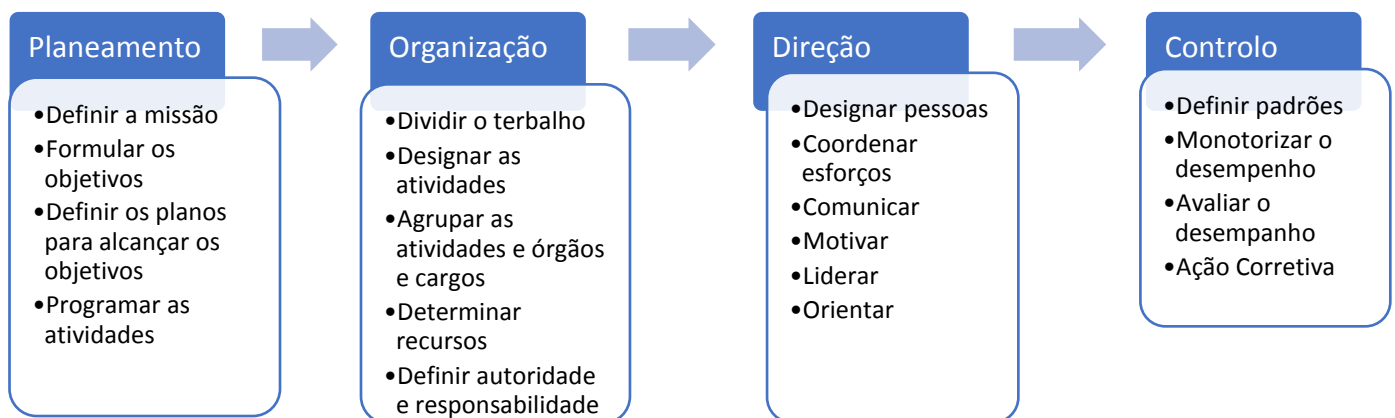 Planeamento
•Definir a missão
•Formular os
objetivos
•Definir os planos
para alcançar os
objetivos
•Programar as
atividades
Organização
•Dividir o terbalho
•Designar as
atividades
•Agrupar as
atividades e órgãos
e cargos
•Determinar
recursos
•Definir autoridade
e responsabilidade
Direção
•Designar pessoas
•Coordenar
esforços
•Comunicar
•Motivar
•Liderar
•Orientar
Controlo
•Definir padrões
•Monotorizar o
desempenho
•Avaliar o
desempanho
•Ação Corretiva